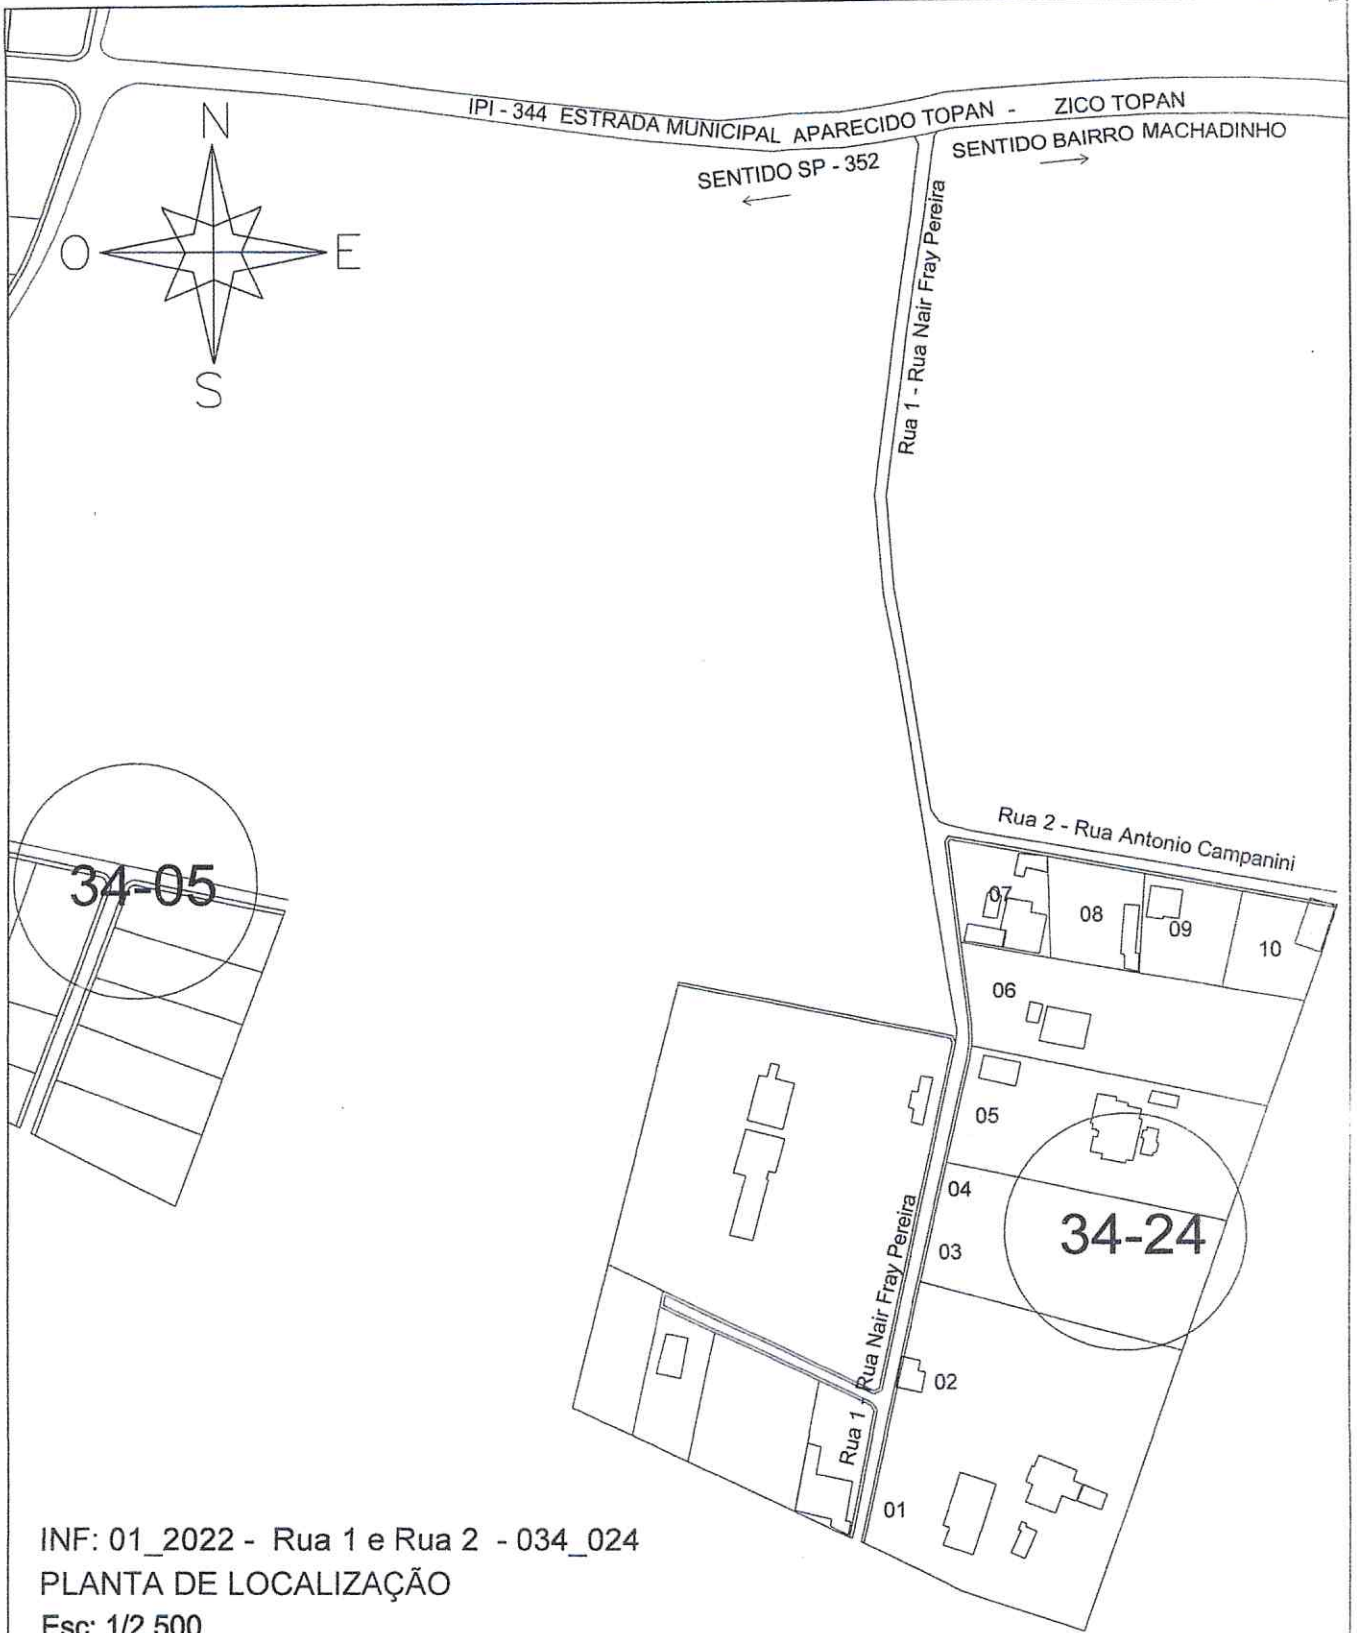 IPI - 344 ESTRADA MUNICIPAL APARECIDO TOPAN - ZICO TOPAN
SENTIDO SP - 352
SENTIDO BAIRRO MACHADINHO
N
O
E
S
Rua 1 - Rua Nair Fray Pereira
Rua 2 - Rua Antonio Campanini
34-05
07
08
09
10
06
05
04
03
34-24
Rua 1 - Rua Nair Fray Pereira
02
01
INF: 01_2022 - Rua 1 e Rua 2 - 034_024
PLANTA DE LOCALIZAÇÃO
Esc: 1/2.500